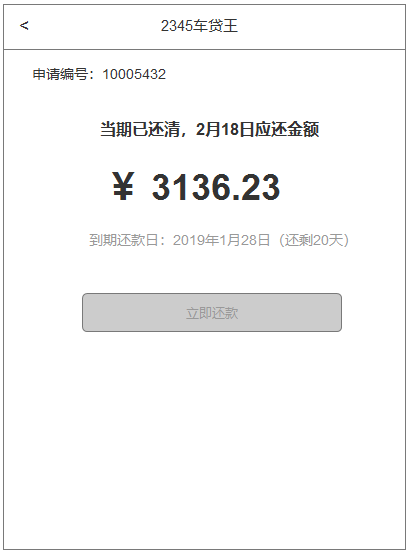 <
2345车贷王
申请编号：10005432
当期已还清，2月18日应还金额
￥ 3136.23
到期还款日：2019年1月28日（还剩20天）
立即还款